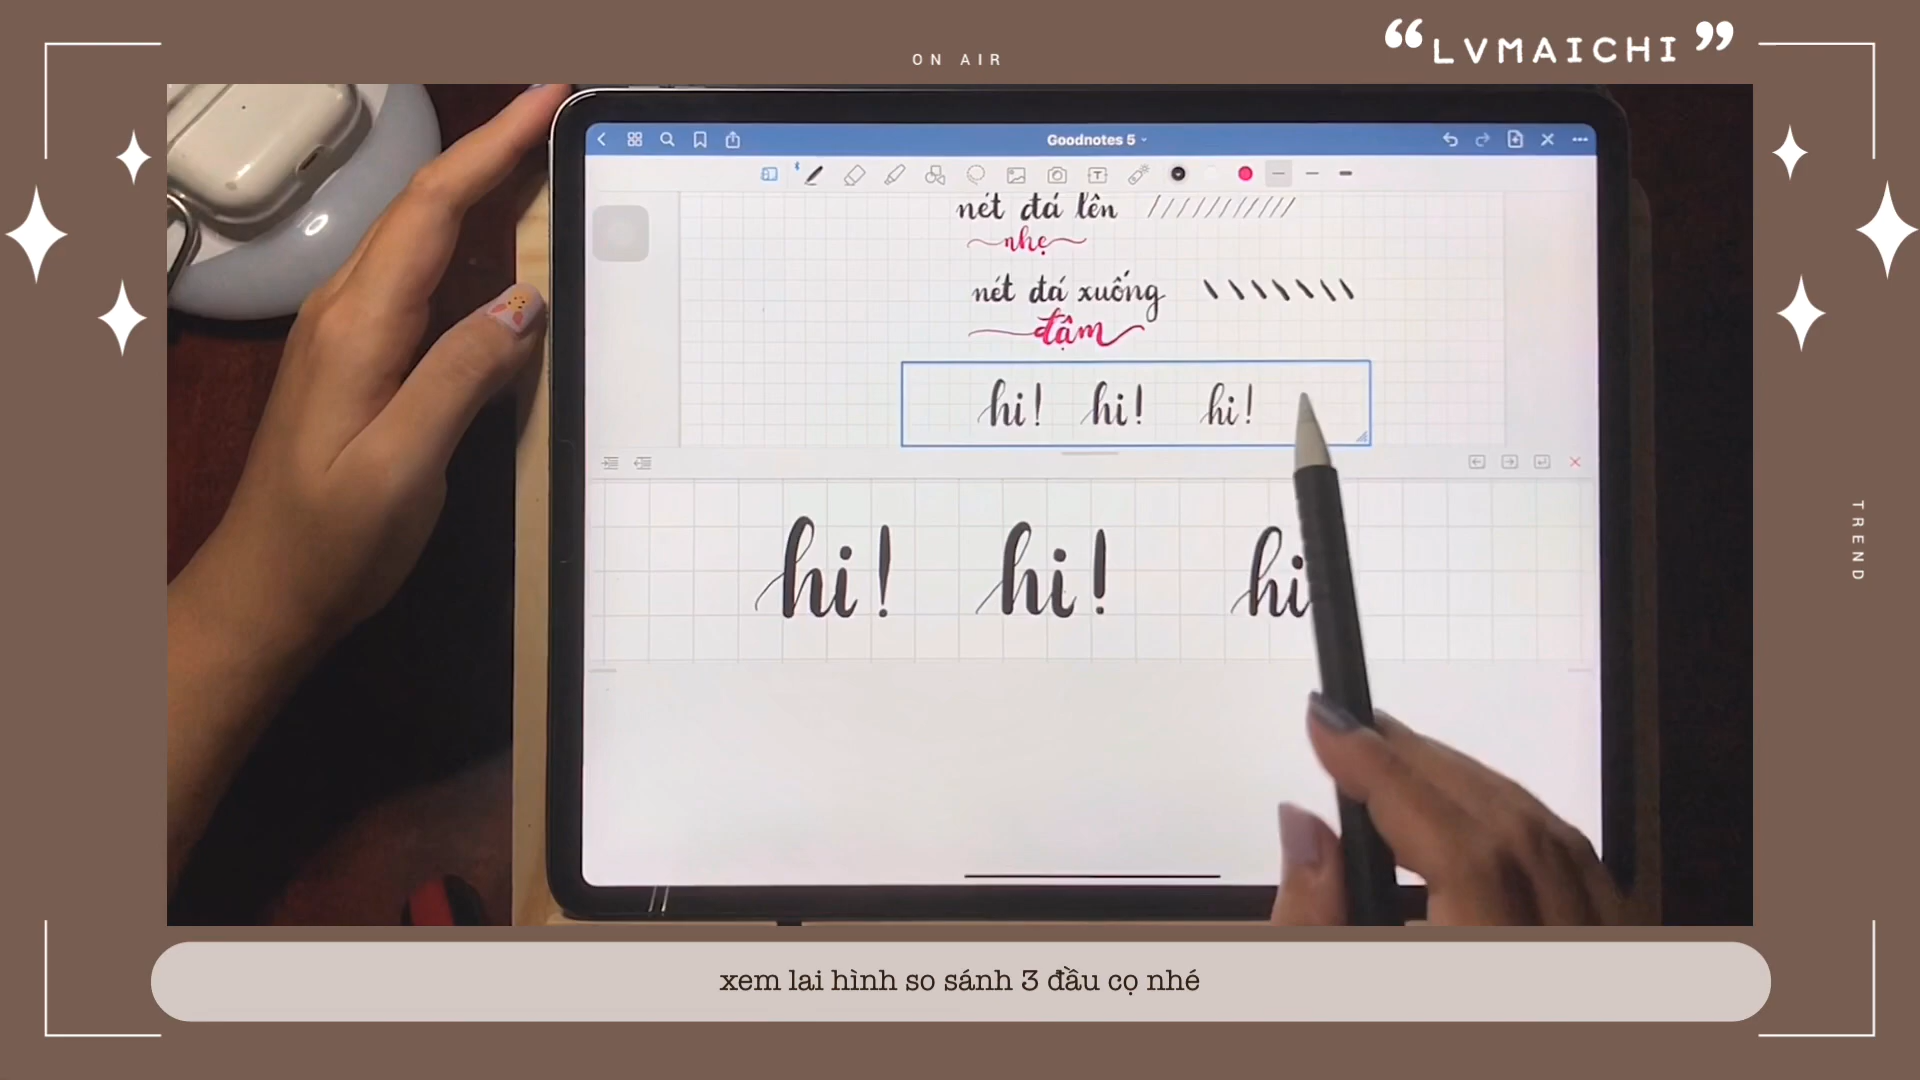 “LVMAICHI”
ON AIR
Goodnotes 5
nét đá lên
nhẹ
nét đá xuống
đậm
hi! hi! hi!
hi! hi! hi
TREND
xem lai hình so sánh 3 đầu cọ nhé